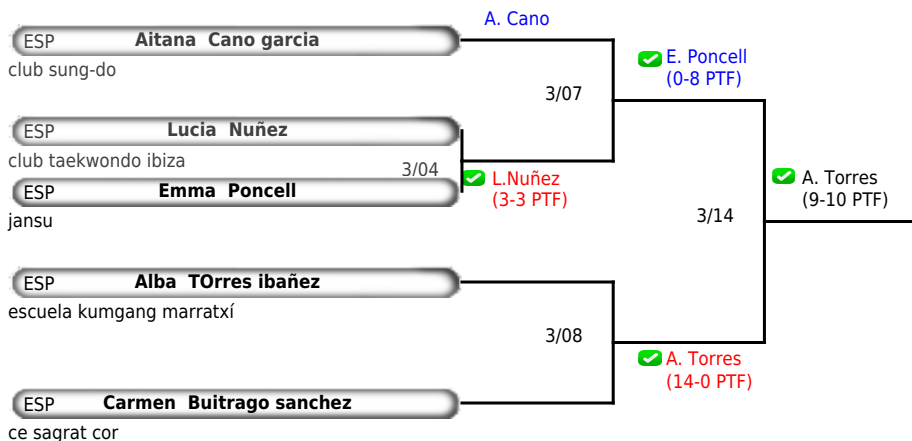 A. Cano
ESP Aitana Cano garcia
club sung-do
E. Poncell
(0-8 PTF)
3/07
ESP Lucia Nuñez
club taekwondo ibiza
3/04
L.Nuñez
(3-3 PTF)
A. Torres
(9-10 PTF)
ESP Emma Poncell
jansu
3/14
ESP Alba TOrres ibañez
escuela kumgang marratxí
3/08
A. Torres
(14-0 PTF)
ESP Carmen Buitrago sanchez
ce sagrat cor